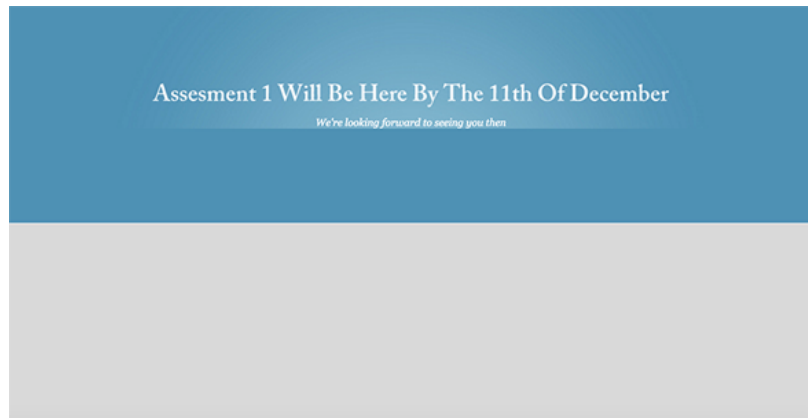 Assesment 1 Will Be Here By The 11th Of December
We're looking forward to seeing you then